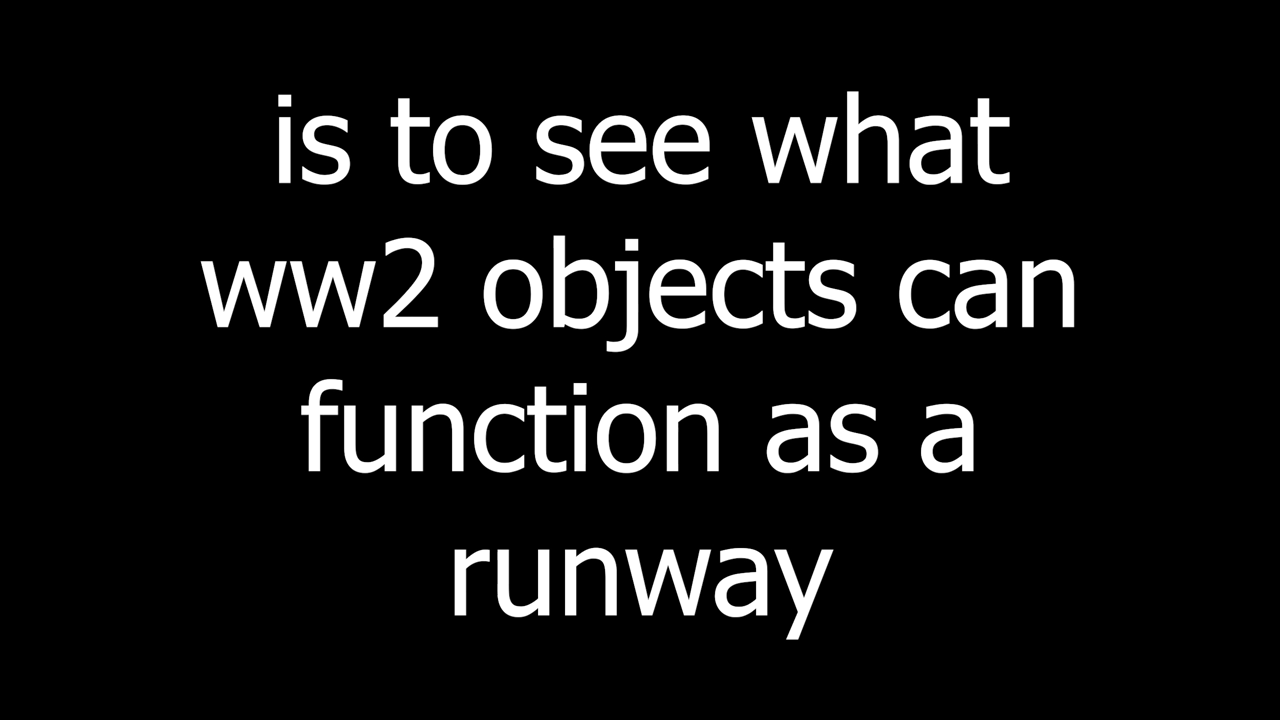 is to see what
ww2 objects can
function as a
runway